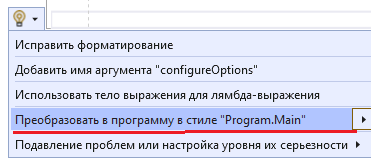 Исправить форматирование
Добавить имя аргумента "configureOptions"
Использовать тело выражения для лямбда-выражения
Преобразовать в программу в стиле "Program.Main"
Подавление проблем или настройка уровня их серьезности